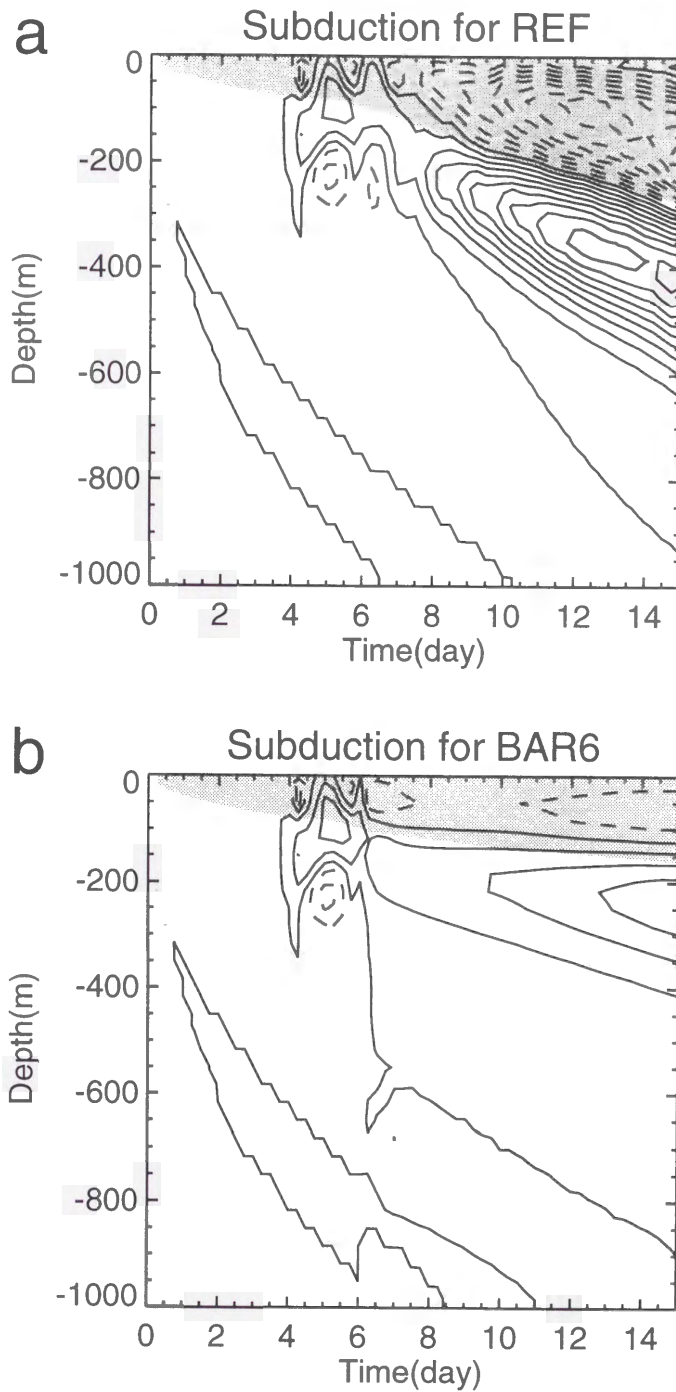 a
Subduction for REF
0
-200
-400
-600
-800
-1000
Depth(m)
0 2 4 6 8 10 12 14
Time(day)
b
Subduction for BAR6
0
-200
-400
-600
-800
-1000
Depth(m)
0 2 4 6 8 10 12 14
Time(day)